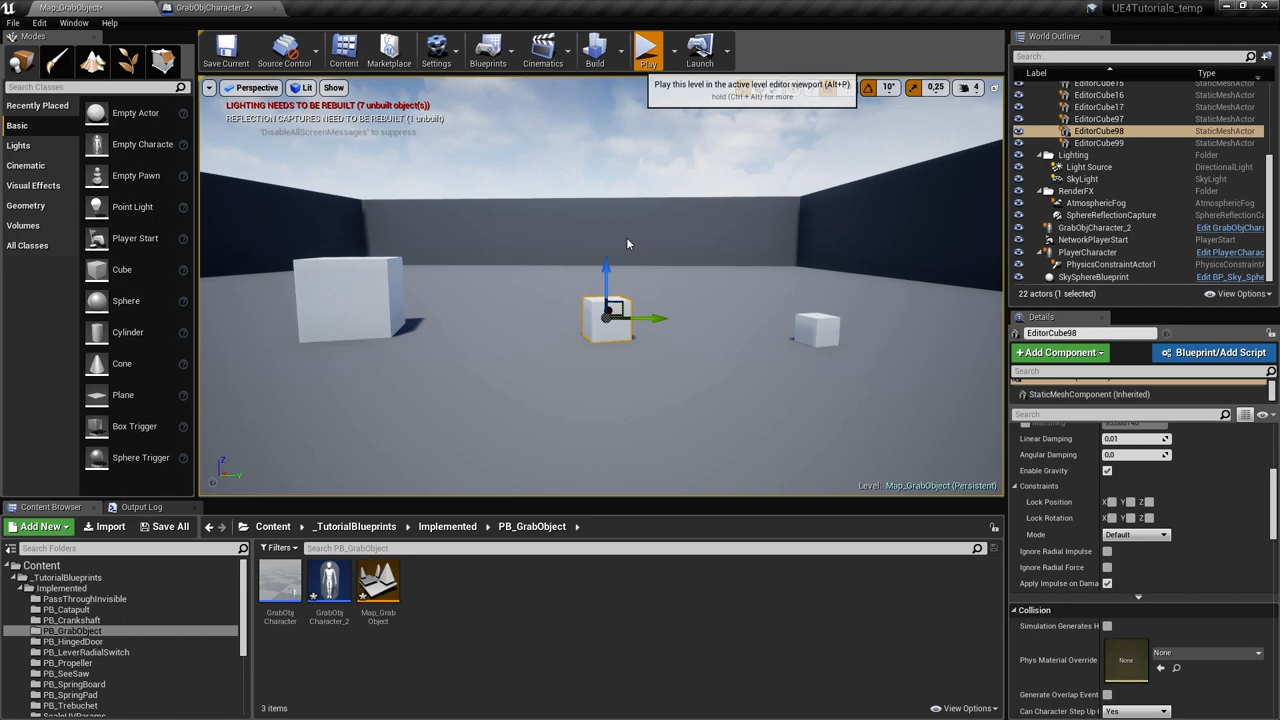 Map_GrabObject*
GrabObjCharacter_2*
UE4Tutorials_temp
File Edit Window Help
Modes
Search Classes
Recently Placed
Basic
Lights
Cinematic
Visual Effects
Geometry
Volumes
All Classes
Empty Actor
Empty Characte
Empty Pawn
Point Light
Player Start
Cube
Sphere
Cylinder
Cone
Plane
Box Trigger
Sphere Trigger
Save Current
Source Control
Content
Marketplace
Settings
Blueprints
Cinematics
Build
Play
Launch
Perspective
Lit
Show
Play this level in the active level editor viewport (Alt+P)
hold (Ctrl + Alt) for more
10°
0,25
4
LIGHTING NEEDS TO BE REBUILT (7 unbuilt object(s))
REFLECTION CAPTURES NEED TO BE REBUILT (1 unbuilt)
'DisableAllScreenMessages' to suppress
Z
Y
Level: Map_GrabObject (Persistent)
World Outliner
Search...
Label Type
EditorCube15 StaticMeshActor
EditorCube16 StaticMeshActor
EditorCube17 StaticMeshActor
EditorCube97 StaticMeshActor
EditorCube98 StaticMeshActor
EditorCube99 StaticMeshActor
Lighting Folder
Light Source DirectionalLight
SkyLight SkyLight
RenderFX Folder
AtmosphericFog AtmosphericFog
SphereReflectionCapture SphereReflectionCa
GrabObjCharacter_2 Edit GrabObjChara
NetworkPlayerStart PlayerStart
PlayerCharacter Edit PlayerCharac
PhysicsConstraintActor1 PhysicsConstraintA
SkySphereBlueprint Edit BP_Sky_Sphe
22 actors (1 selected)
View Options
Details
EditorCube98
+Add Component
Blueprint/Add Script
Search
StaticMeshComponent (Inherited)
Search
Linear Damping 0,01
Angular Damping 0,0
Enable Gravity
Constraints
Lock Position X Y Z
Lock Rotation X Y Z
Mode Default
Ignore Radial Impulse
Ignore Radial Force
Apply Impulse on Dama
Collision
Simulation Generates H
Phys Material Override None None
Generate Overlap Event
Can Character Step Up Yes
Content Browser
Output Log
Add New
Import
Save All
Content
_TutorialBlueprints
Implemented
PB_GrabObject
Search Folders
Filters
Search PB_GrabObject
Content
_TutorialBlueprints
Implemented
PassThroughInvisible
PB_Catapult
PB_Crankshaft
PB_GrabObject
PB_HingedDoor
PB_LeverRadialSwitch
PB_Propeller
PB_SeeSaw
PB_SpringBoard
PB_SpringPad
PB_Trebuchet
ScaleUVParams
GrabObj
Character
GrabObj
Character_2
Map_Grab
Object
3 items
View Options